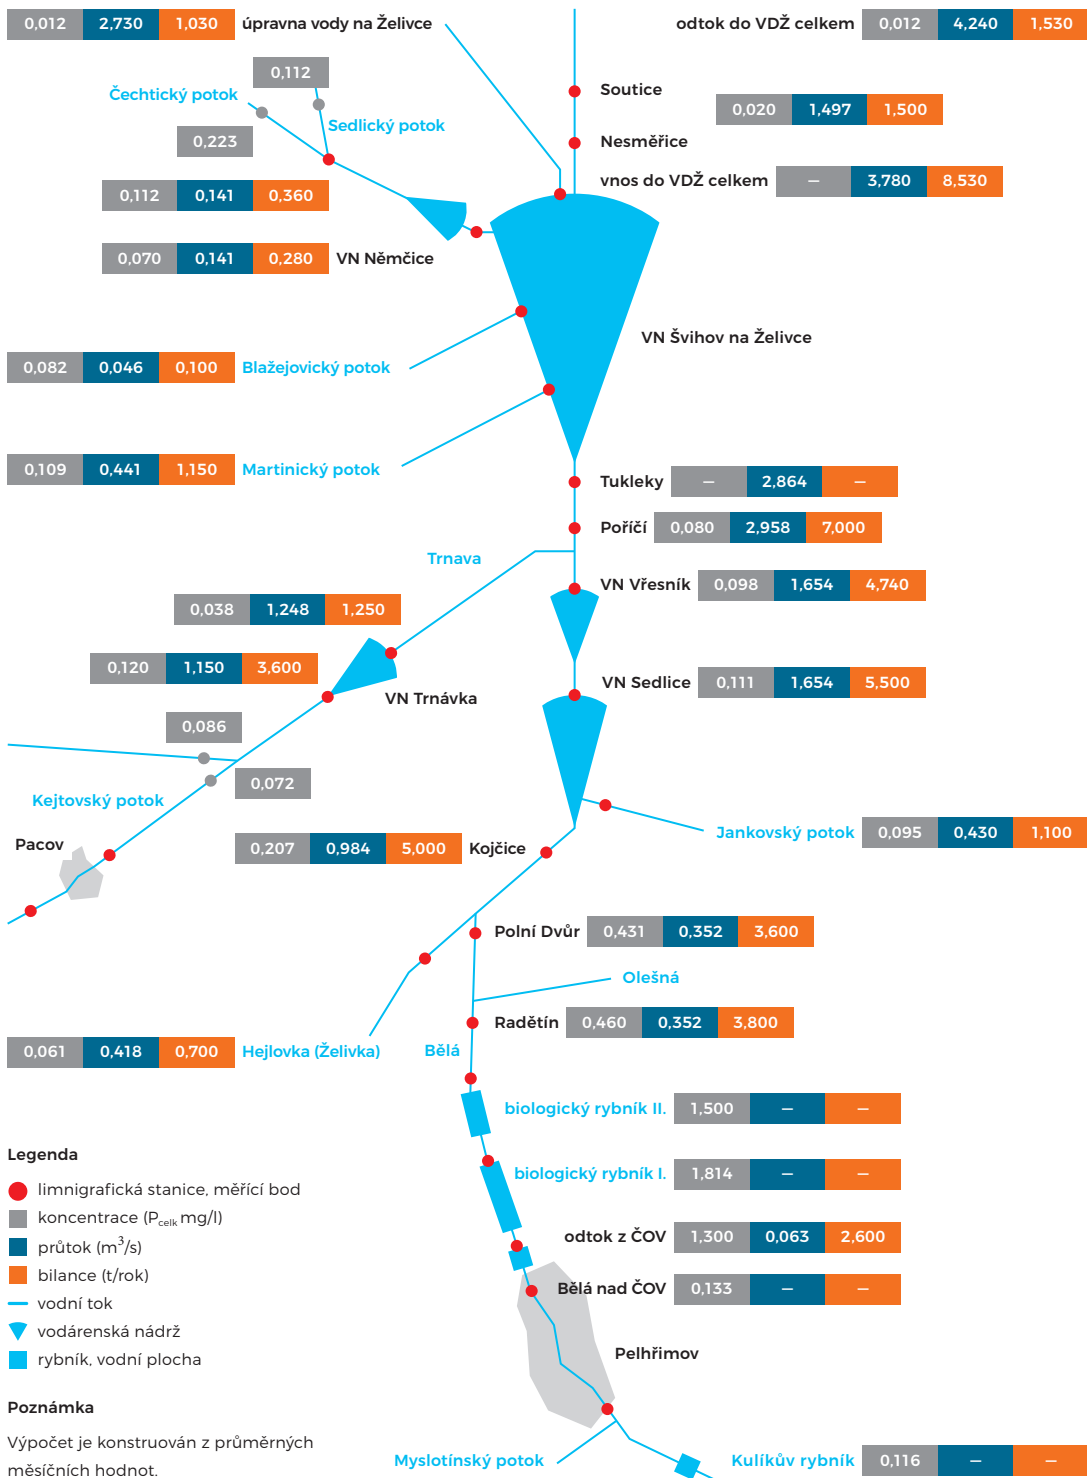 0,012 2,730 1,030 úpravna vody na Želivce
odtok do VDŽ celkem 0,012 4,240 1,530
0,112
Čechtický potok
Sedlický potok
0,223
Soutice
0,020 1,497 1,500
Nesměřice
vnos do VDŽ celkem – 3,780 8,530
0,112 0,141 0,360
0,070 0,141 0,280 VN Němčice
VN Švihov na Želivce
0,082 0,046 0,100 Blažejovický potok
0,109 0,441 1,150 Martinický potok
Tukleky – 2,864 –
Poříčí 0,080 2,958 7,000
Trnava
VN Vřesník 0,098 1,654 4,740
0,038 1,248 1,250
0,120 1,150 3,600
VN Sedlice 0,111 1,654 5,500
VN Trnávka
0,086
0,072
Kejtovský potok
Jankovský potok 0,095 0,430 1,100
Pacov
0,207 0,984 5,000 Kojčice
Polní Dvůr 0,431 0,352 3,600
Olešná
Radětín 0,460 0,352 3,800
0,061 0,418 0,700 Hejlovka (Želivka)
Bělá
biologický rybník II. 1,500 – –
biologický rybník I. 1,814 – –
odtok z ČOV 1,300 0,063 2,600
Bělá nad ČOV 0,133 – –
Pelhřimov
Myslotínský potok
Kulíkův rybník 0,116 – –
Legenda
limnigrafická stanice, měřící bod
koncentrace (Pcelk mg/l)
průtok (m³/s)
bilance (t/rok)
vodní tok
vodárenská nádrž
rybník, vodní plocha
Poznámka
Výpočet je konstruován z průměrných
měsíčních hodnot.